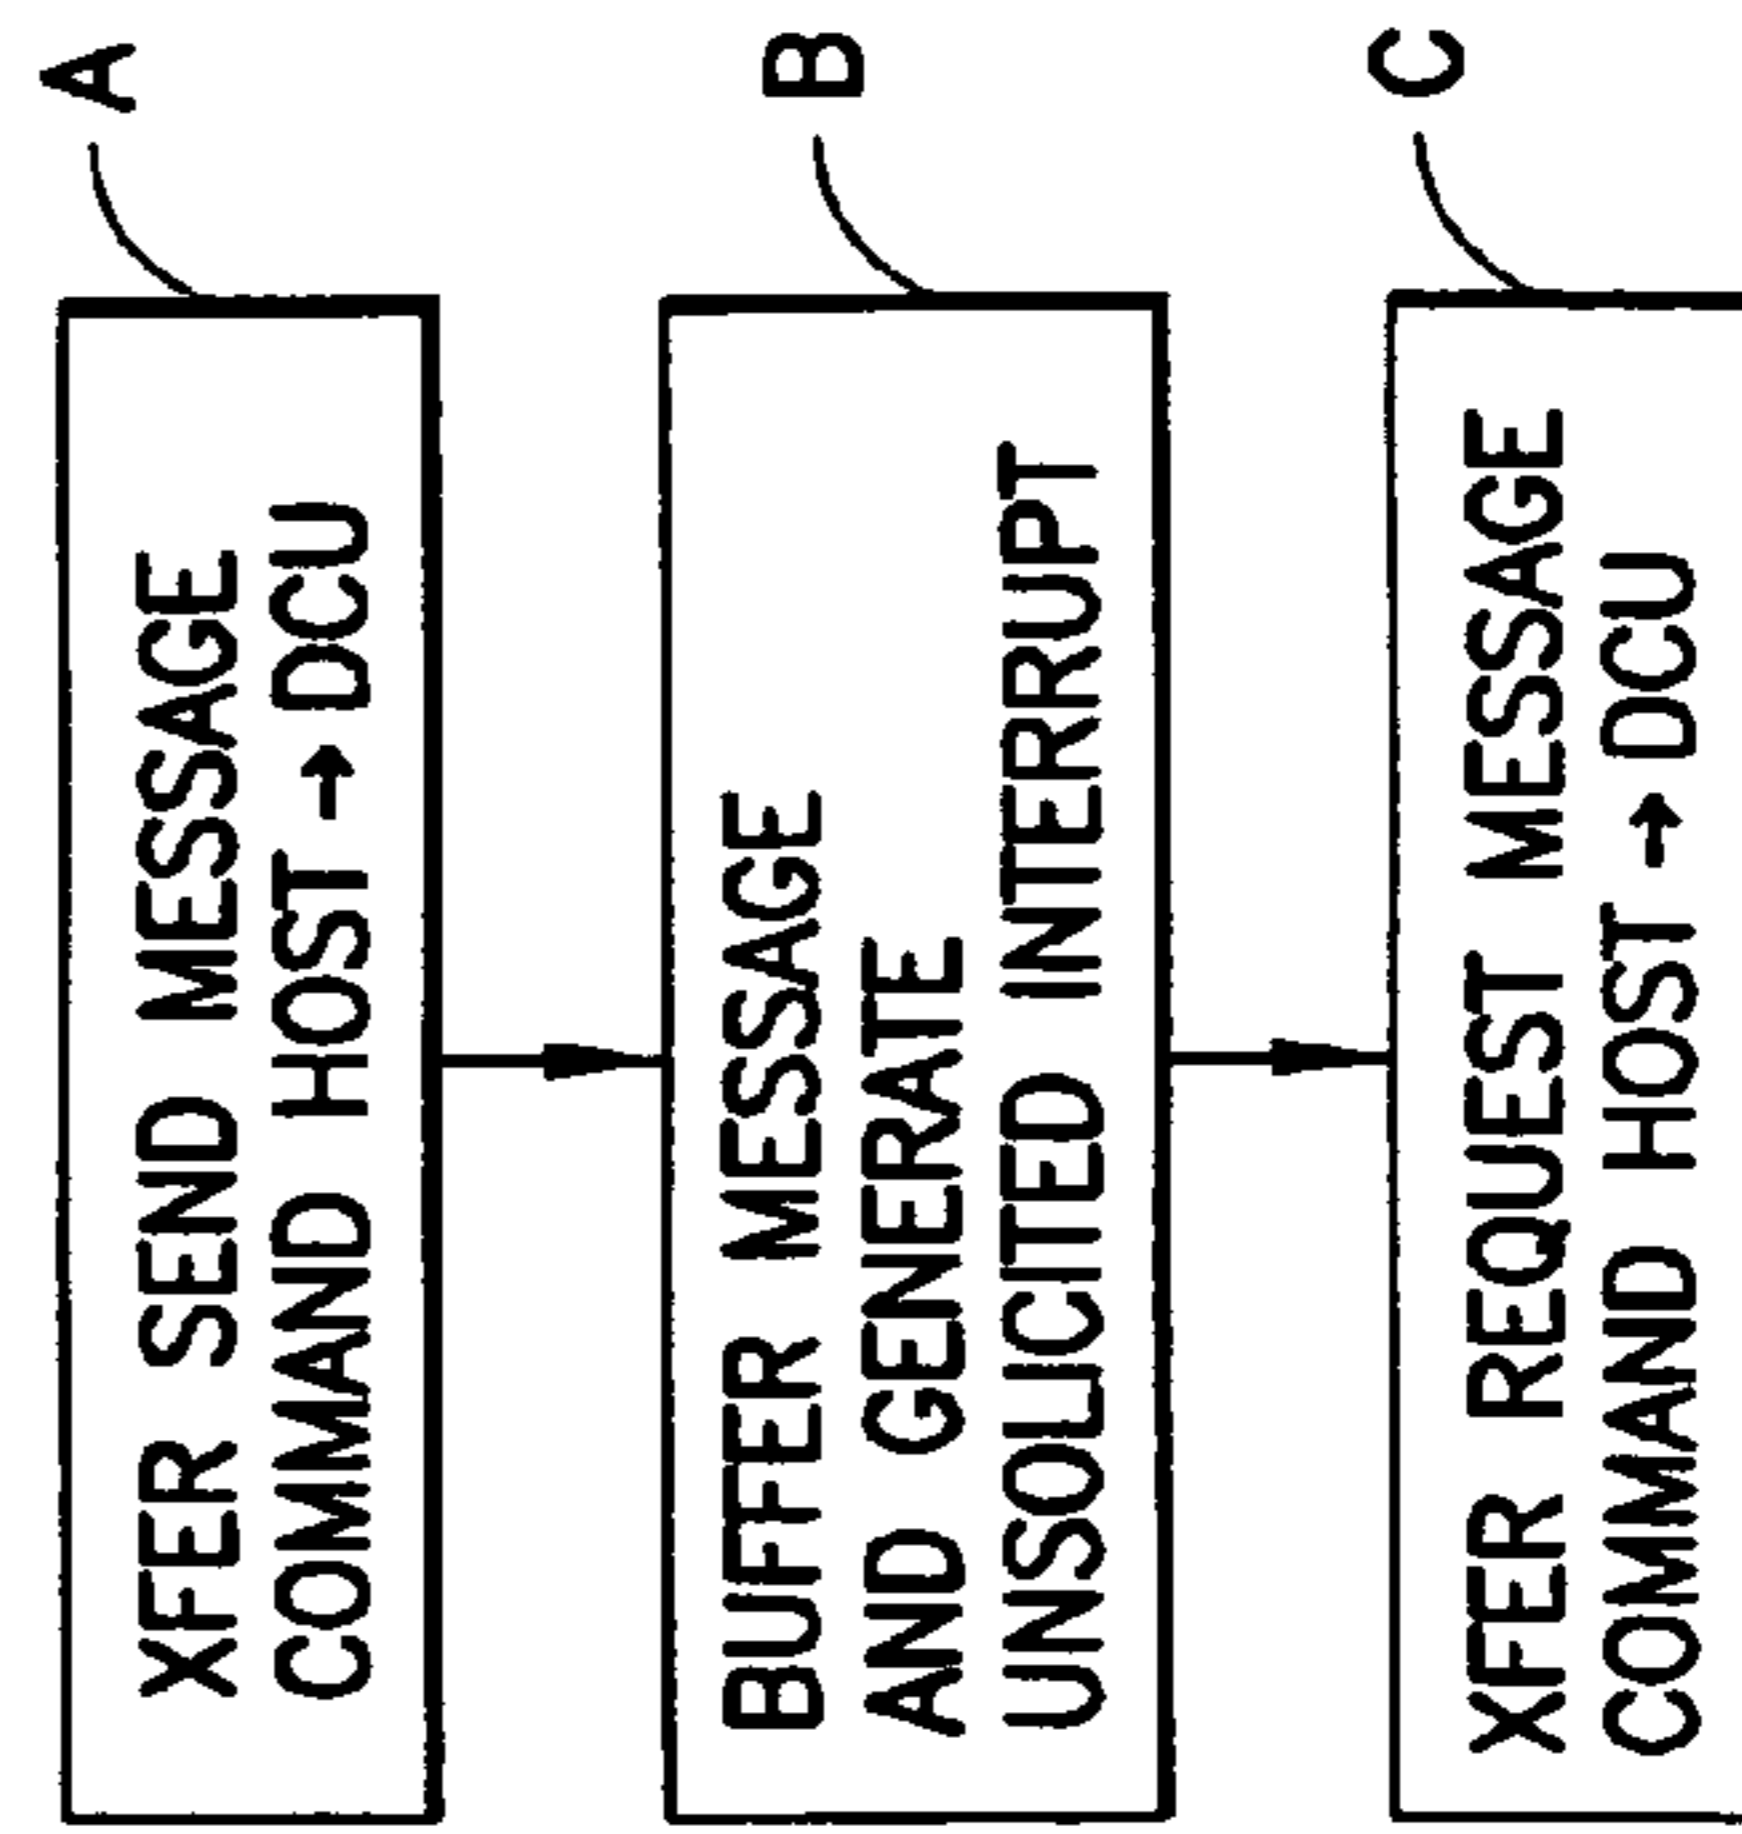 A
XFER SEND MESSAGE
COMMAND HOST → DCU
B
BUFFER MESSAGE
AND GENERATE
UNSOLICITED INTERRUPT
C
XFER REQUEST MESSAGE
COMMAND HOST → DCU